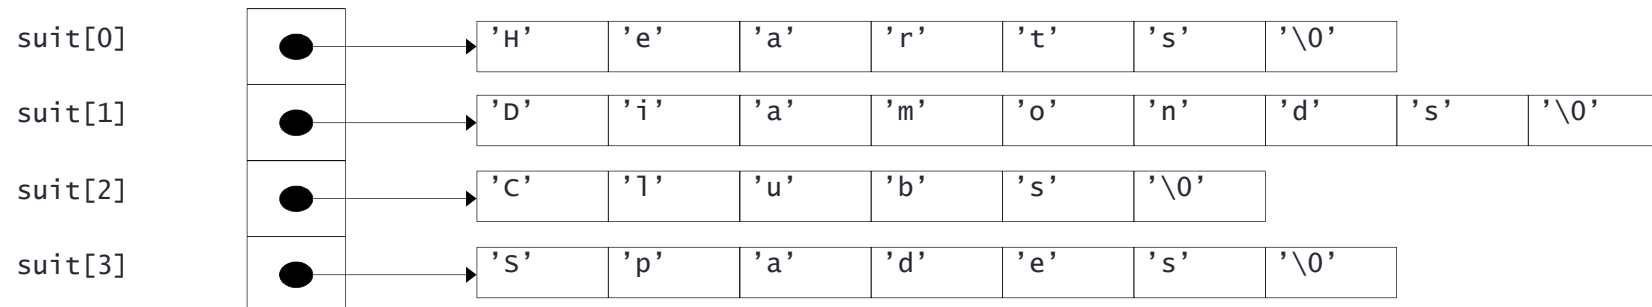 suit[0] ’H’ ’e’ ’a’ ’r’ ’t’ ’s’ ’\0’
suit[1] ’D’ ’i’ ’a’ ’m’ ’o’ ’n’ ’d’ ’s’ ’\0’
suit[2] ’C’ ’l’ ’u’ ’b’ ’s’ ’\0’
suit[3] ’S’ ’p’ ’a’ ’d’ ’e’ ’s’ ’\0’